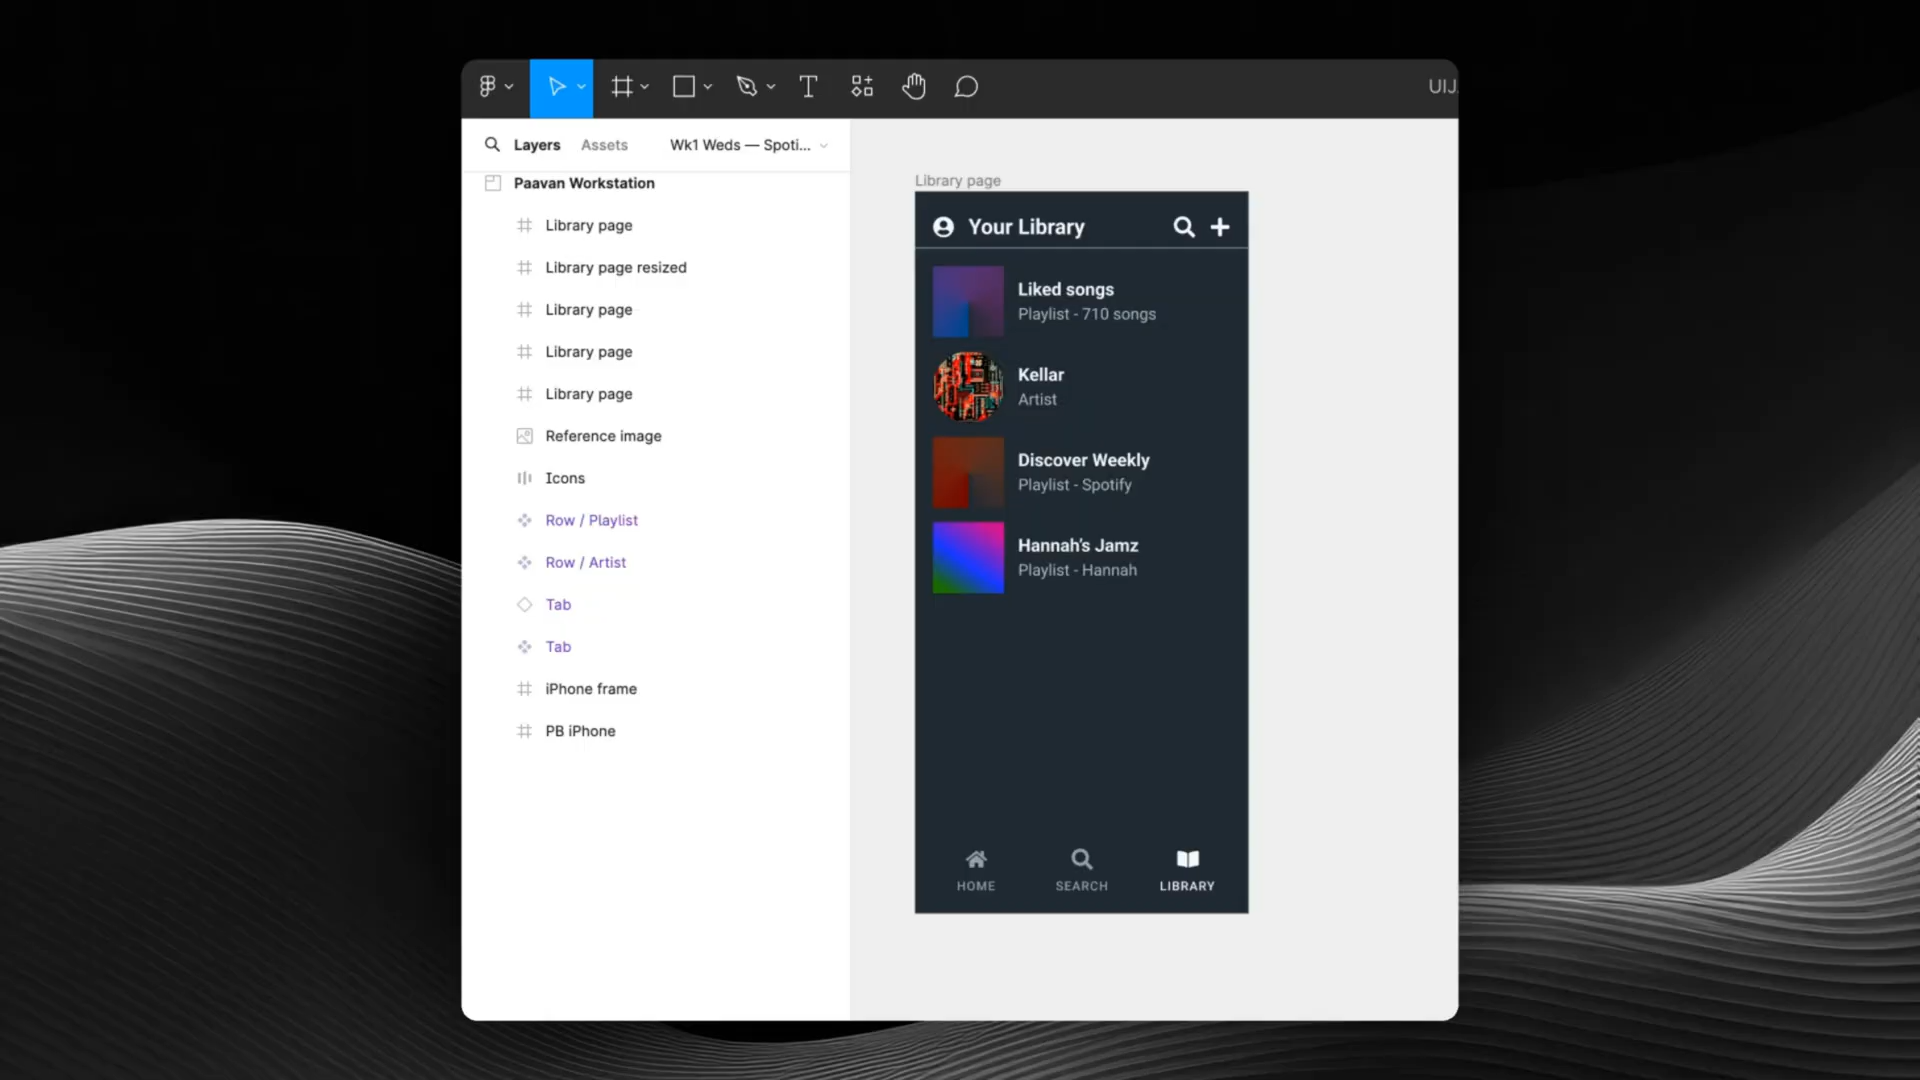 UIJ
Layers
Assets
Wk1 Weds — Spoti...
Paavan Workstation
Library page
Library page resized
Library page
Library page
Library page
Reference image
Icons
Row / Playlist
Row / Artist
Tab
Tab
iPhone frame
PB iPhone
Library page
Your Library
Liked songs
Playlist - 710 songs
Kellar
Artist
Discover Weekly
Playlist - Spotify
Hannah's Jamz
Playlist - Hannah
HOME
SEARCH
LIBRARY